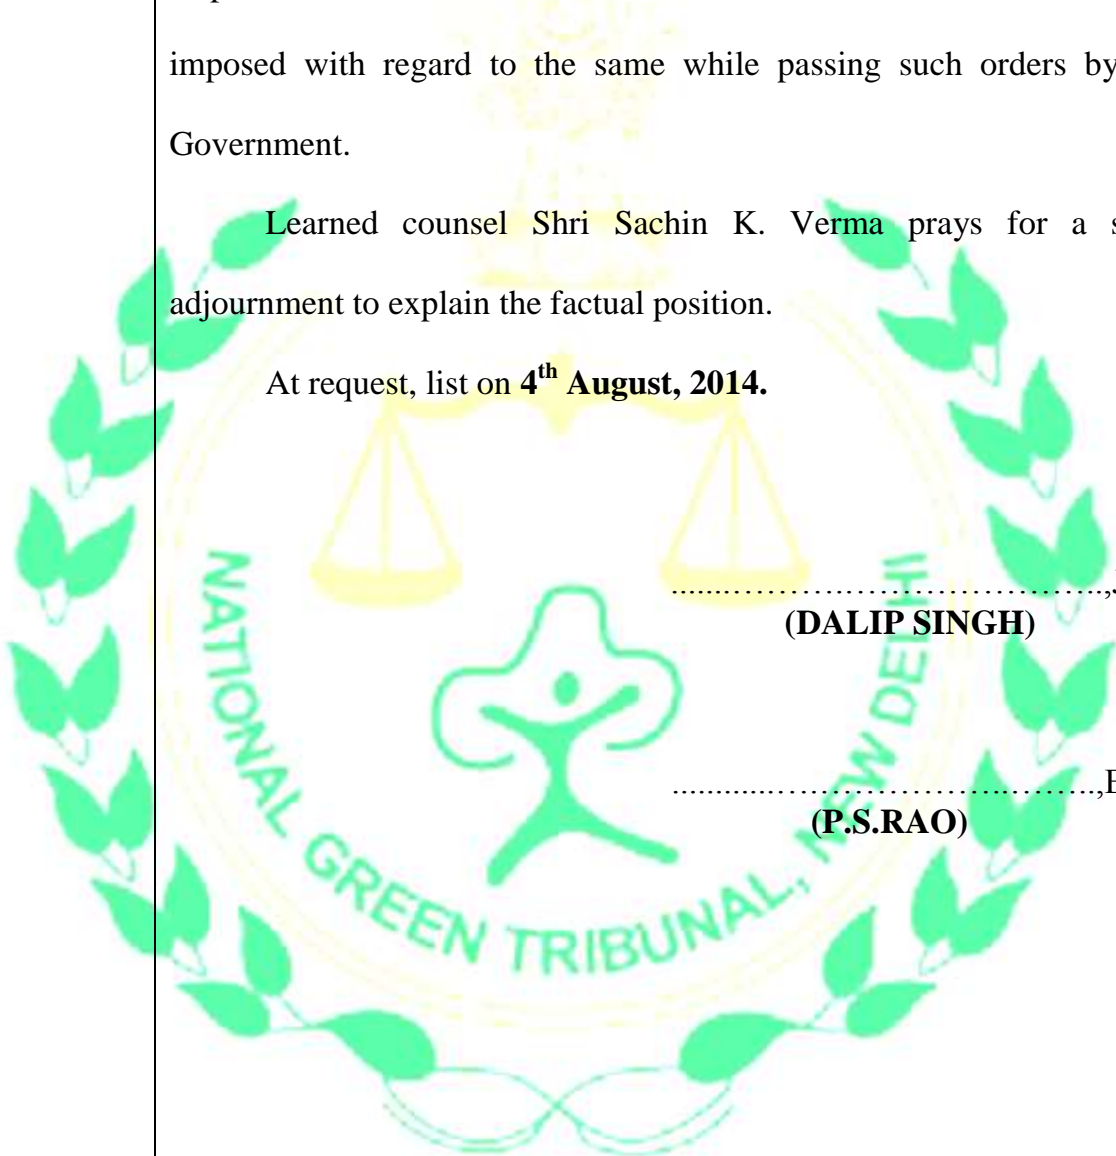 imposed with regard to the same while passing such orders by
Government.
Learned counsel Shri Sachin K. Verma prays for a s
adjournment to explain the factual position.
At request, list on 4th August, 2014.
.......……….……………………..,J
(DALIP SINGH)
............…………………..……..,E
(P.S.RAO)
NATIONAL GREEN TRIBUNAL, NEW DELHI